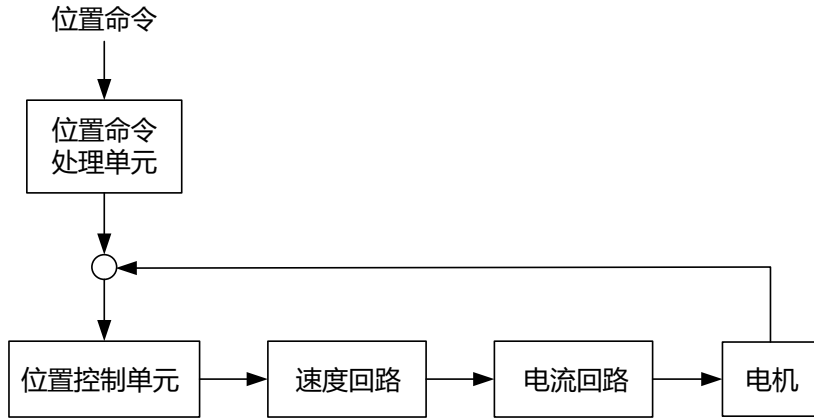 位置命令
位置命令
处理单元
位置控制单元
速度回路
电流回路
电机